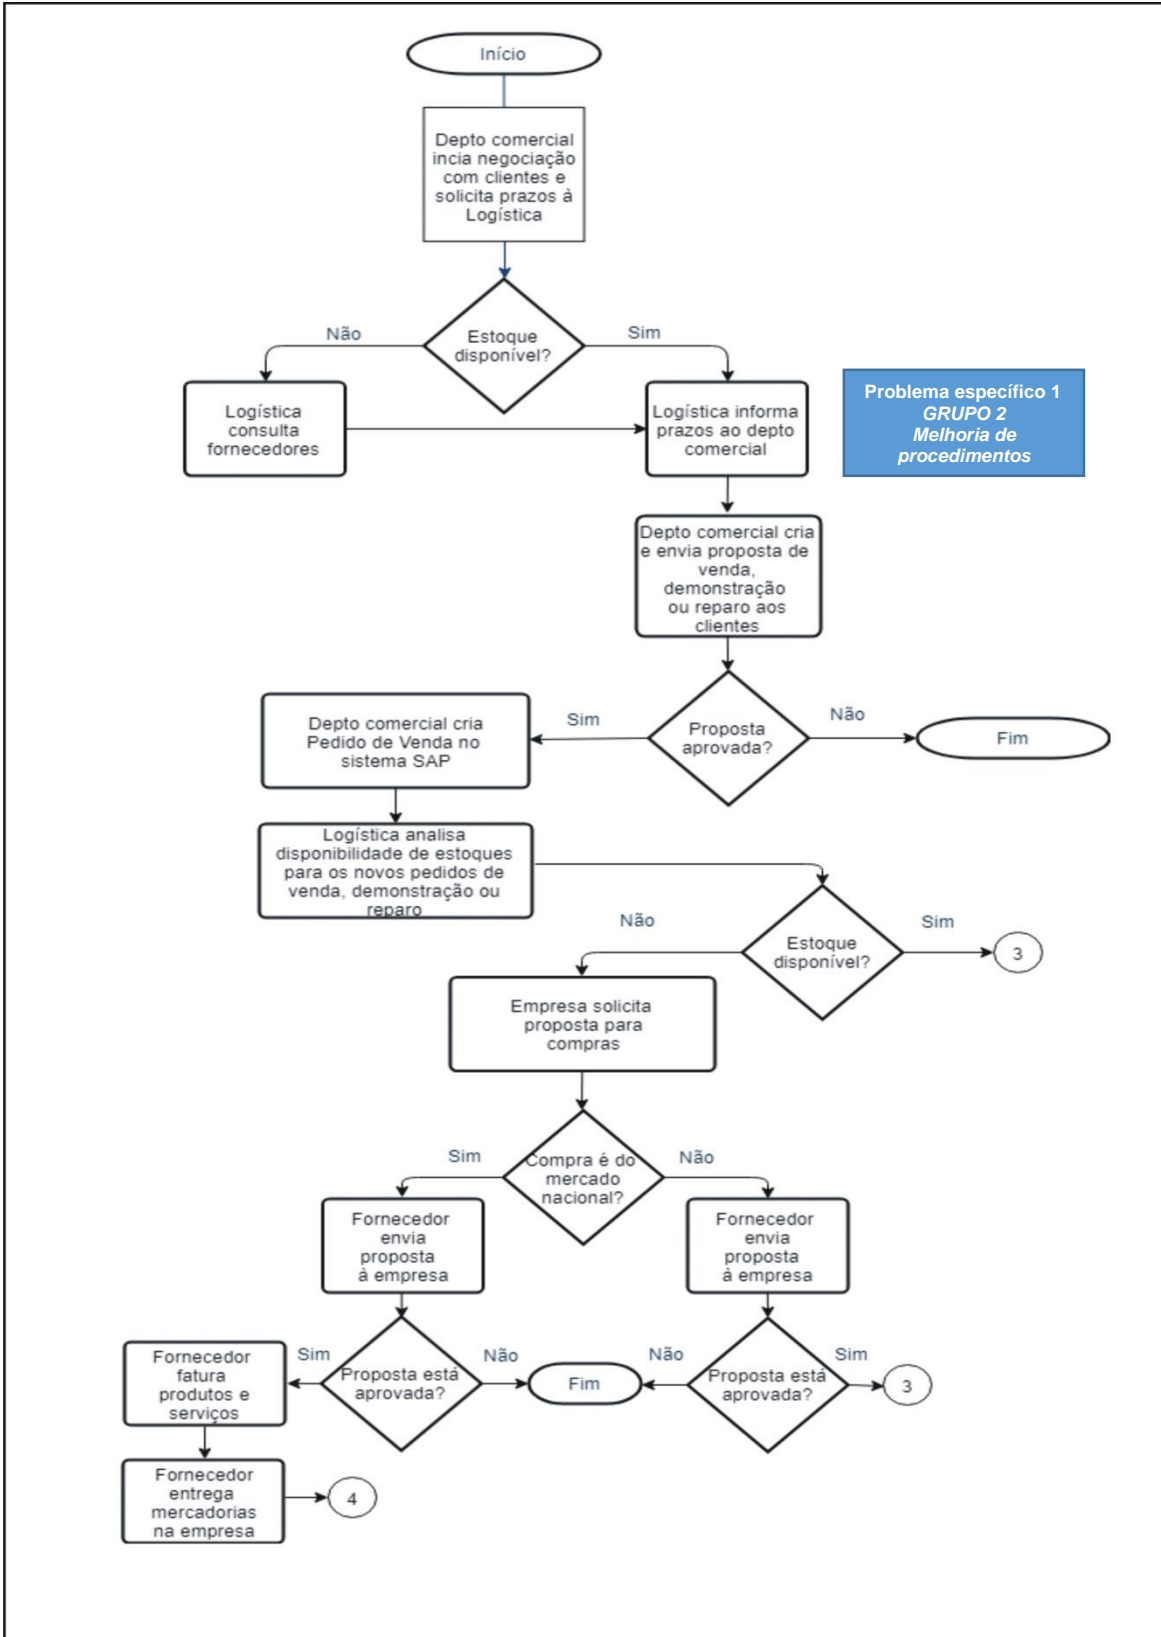 Início
Depto comercial
incia negociação
com clientes e
solicita prazos à
Logística
Estoque
disponível?
Não
Sim
Logística
consulta
fornecedores
Logística informa
prazos ao depto
comercial
Problema específico 1
GRUPO 2
Melhoria de
procedimentos
Depto comercial cria
e envia proposta de
venda,
demonstração
ou reparo aos
clientes
Proposta
aprovada?
Sim
Não
Fim
Depto comercial cria
Pedido de Venda no
sistema SAP
Logística analisa
disponibilidade de estoques
para os novos pedidos de
venda, demonstração ou
reparo
Estoque
disponível?
Não
Sim
3
Empresa solicita
proposta para
compras
Compra é do
mercado
nacional?
Sim
Não
Fornecedor
envia
proposta
à empresa
Fornecedor
envia
proposta
à empresa
Proposta está
aprovada?
Sim
Não
Fim
Proposta está
aprovada?
Não
Sim
3
Fornecedor
fatura
produtos e
serviços
Fornecedor
entrega
mercadorias
na empresa
4